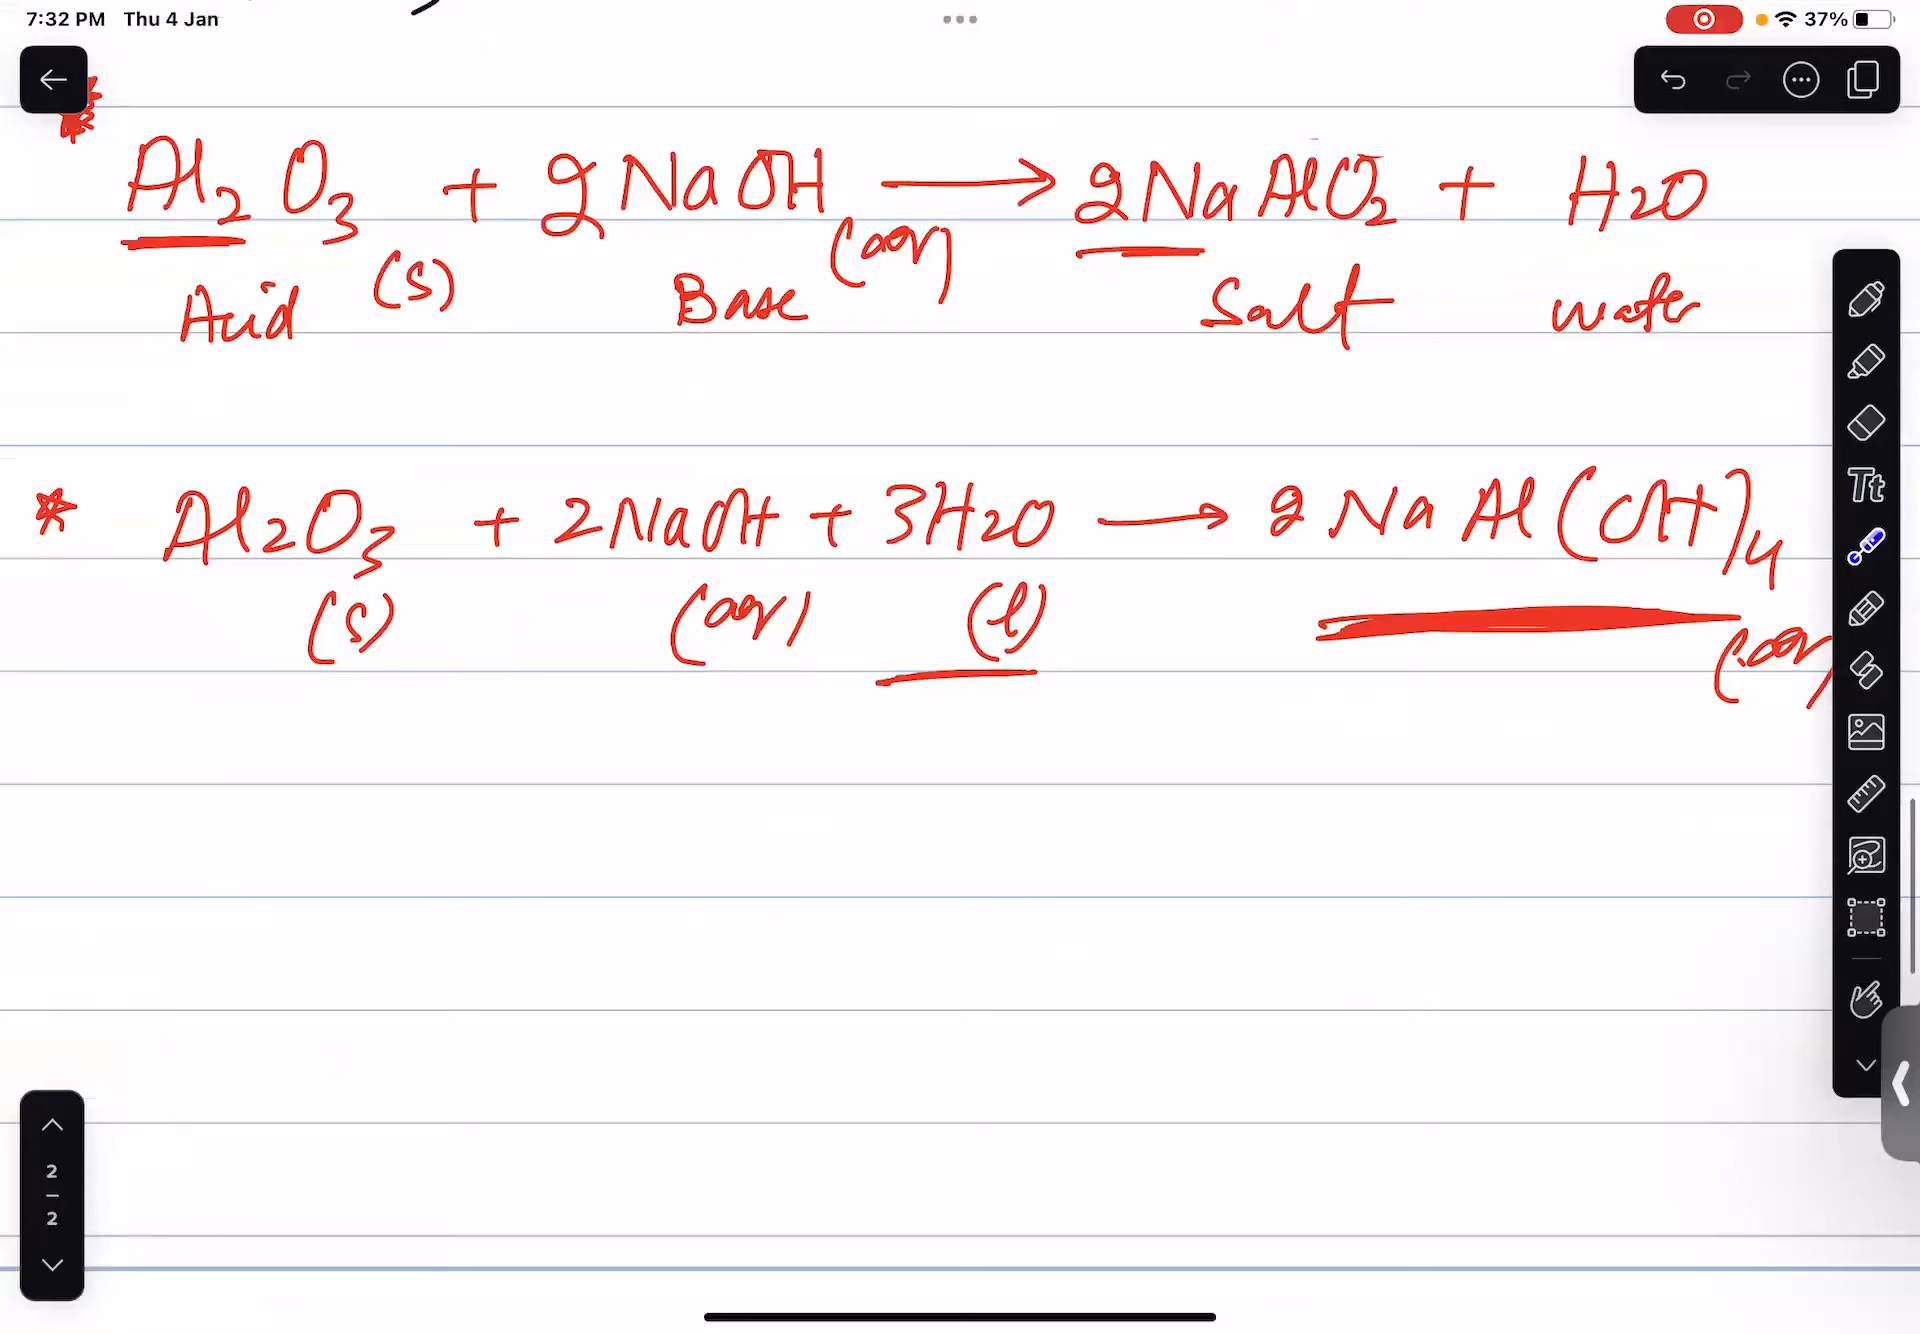 7:32 PM Thu 4 Jan 37%
*
Al2O3 + 2NaOH → 2NaAlO2 + H2O
(s) (aq)
Acid Base Salt water
* Al2O3 + 2NaOH + 3H2O → 2NaAl(OH)4
(s) (aq) (l) (aq)
Tt
2
2